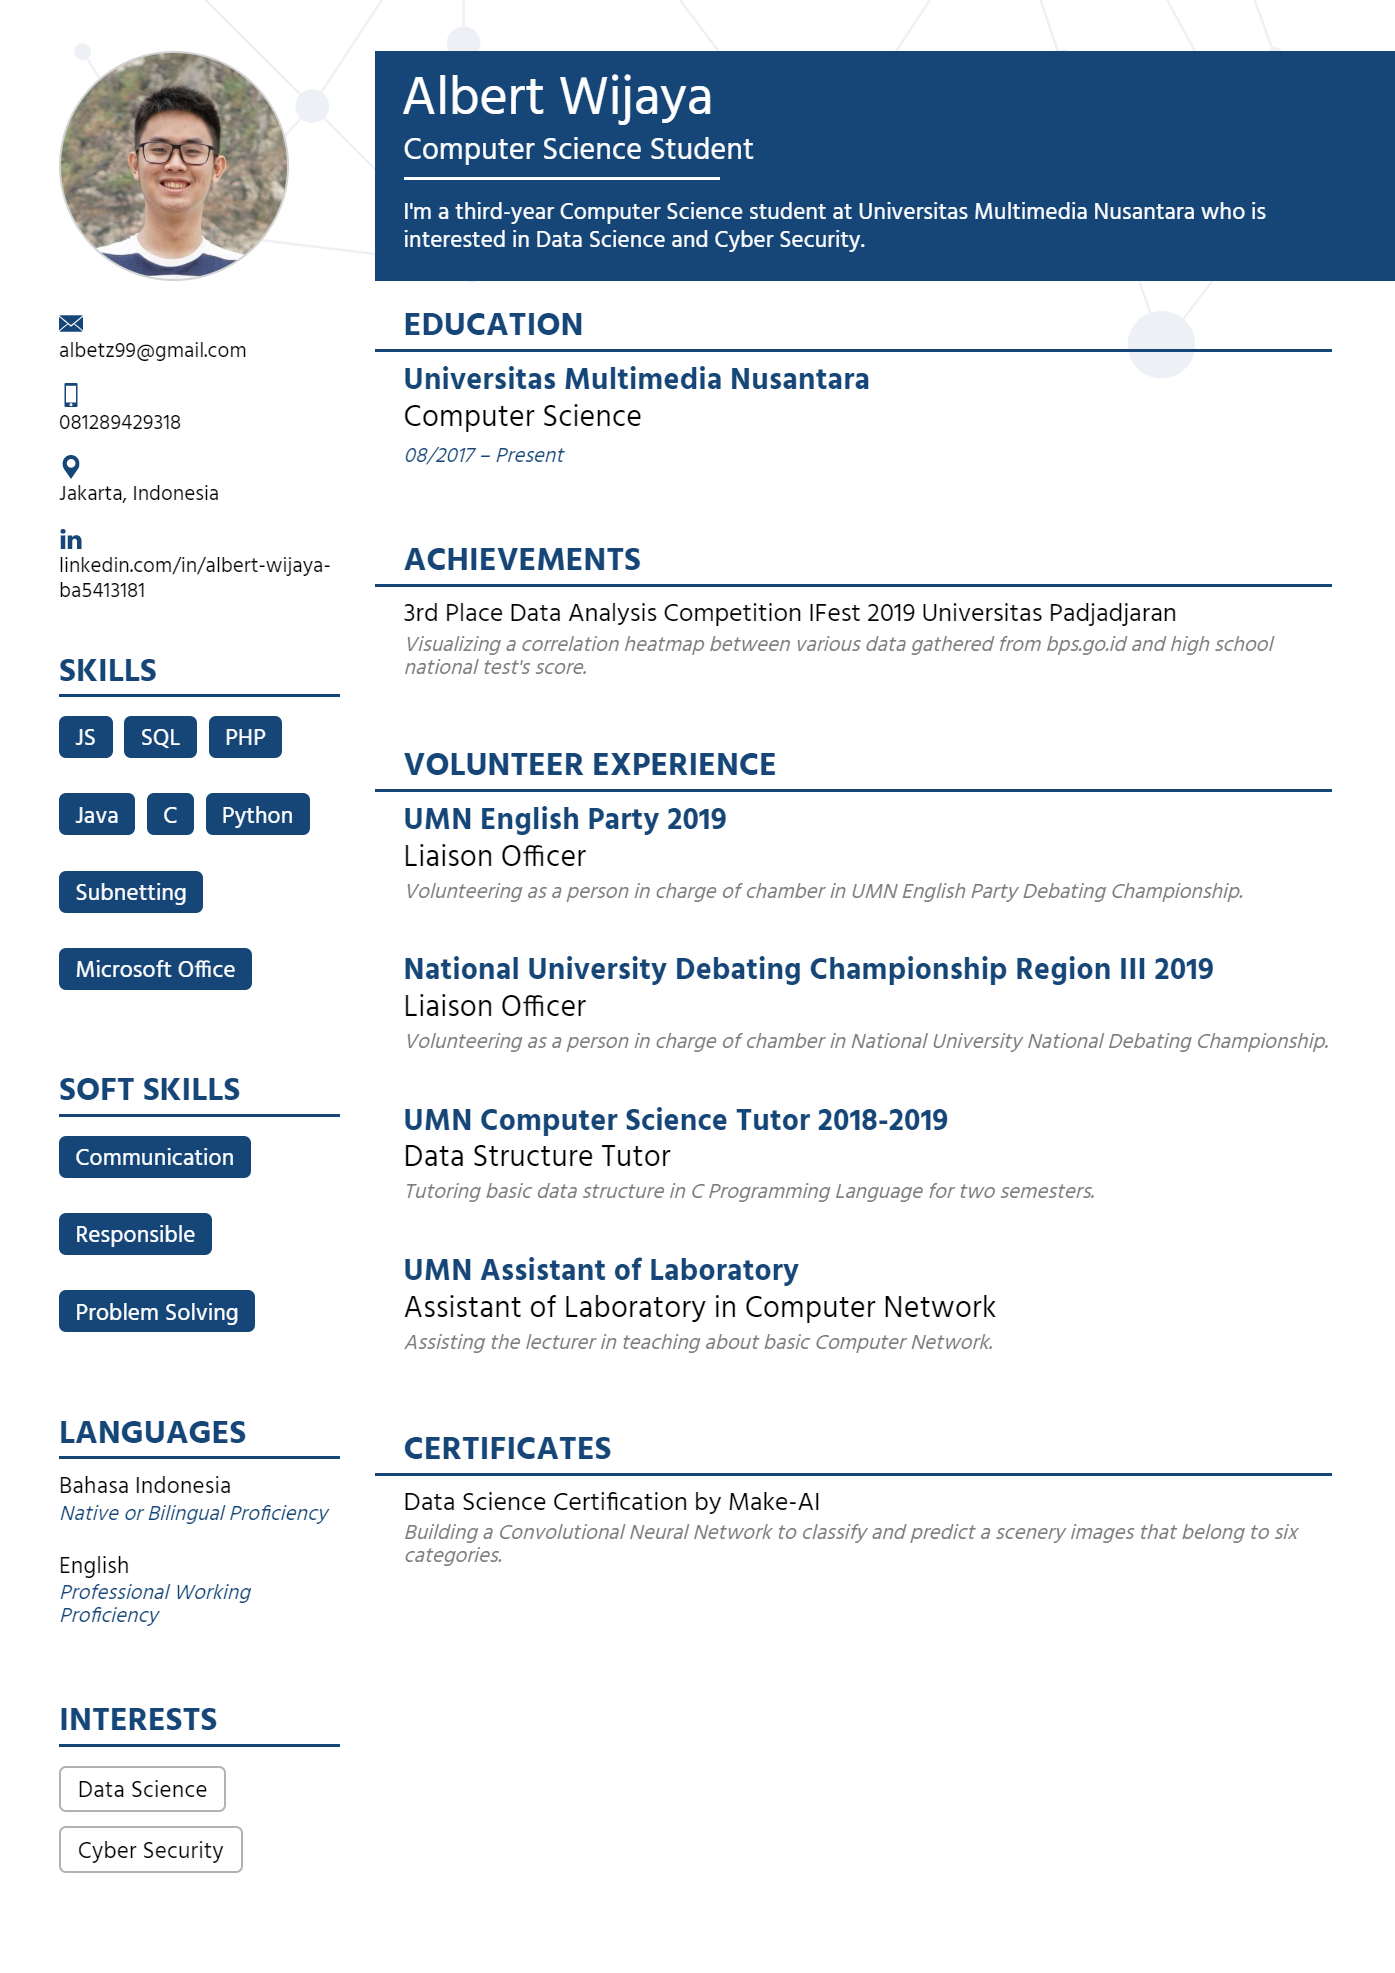 Albert Wijaya
Computer Science Student
I'm a third-year Computer Science student at Universitas Multimedia Nusantara who is
interested in Data Science and Cyber Security.
albetz99@gmail.com
081289429318
Jakarta, Indonesia
in
linkedin.com/in/albert-wijaya-
ba5413181
SKILLS
JS SQL PHP
Java C Python
Subnetting
Microsoft Office
SOFT SKILLS
Communication
Responsible
Problem Solving
LANGUAGES
Bahasa Indonesia
Native or Bilingual Proficiency
English
Professional Working
Proficiency
INTERESTS
Data Science
Cyber Security
EDUCATION
Universitas Multimedia Nusantara
Computer Science
08/2017 – Present
ACHIEVEMENTS
3rd Place Data Analysis Competition IFest 2019 Universitas Padjadjaran
Visualizing a correlation heatmap between various data gathered from bps.go.id and high school
national test's score.
VOLUNTEER EXPERIENCE
UMN English Party 2019
Liaison Officer
Volunteering as a person in charge of chamber in UMN English Party Debating Championship.
National University Debating Championship Region III 2019
Liaison Officer
Volunteering as a person in charge of chamber in National University National Debating Championship.
UMN Computer Science Tutor 2018-2019
Data Structure Tutor
Tutoring basic data structure in C Programming Language for two semesters.
UMN Assistant of Laboratory
Assistant of Laboratory in Computer Network
Assisting the lecturer in teaching about basic Computer Network.
CERTIFICATES
Data Science Certification by Make-AI
Building a Convolutional Neural Network to classify and predict a scenery images that belong to six
categories.